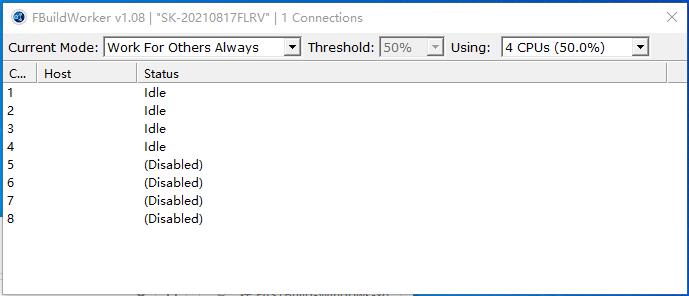 FBuildWorker v1.08 | "SK-20210817FLRV" | 1 Connections
Current Mode: Work For Others Always Threshold: 50% Using: 4 CPUs (50.0%)
C... Host Status
1 Idle
2 Idle
3 Idle
4 Idle
5 (Disabled)
6 (Disabled)
7 (Disabled)
8 (Disabled)